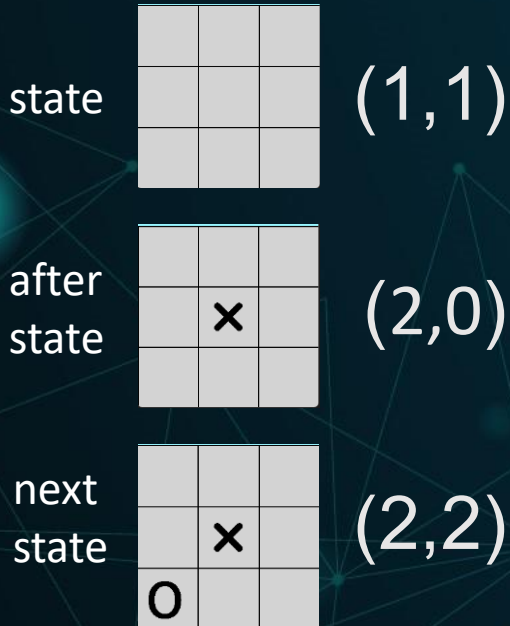 state (1,1)
after
state
× (2,0)
next
state
× (2,2)
O